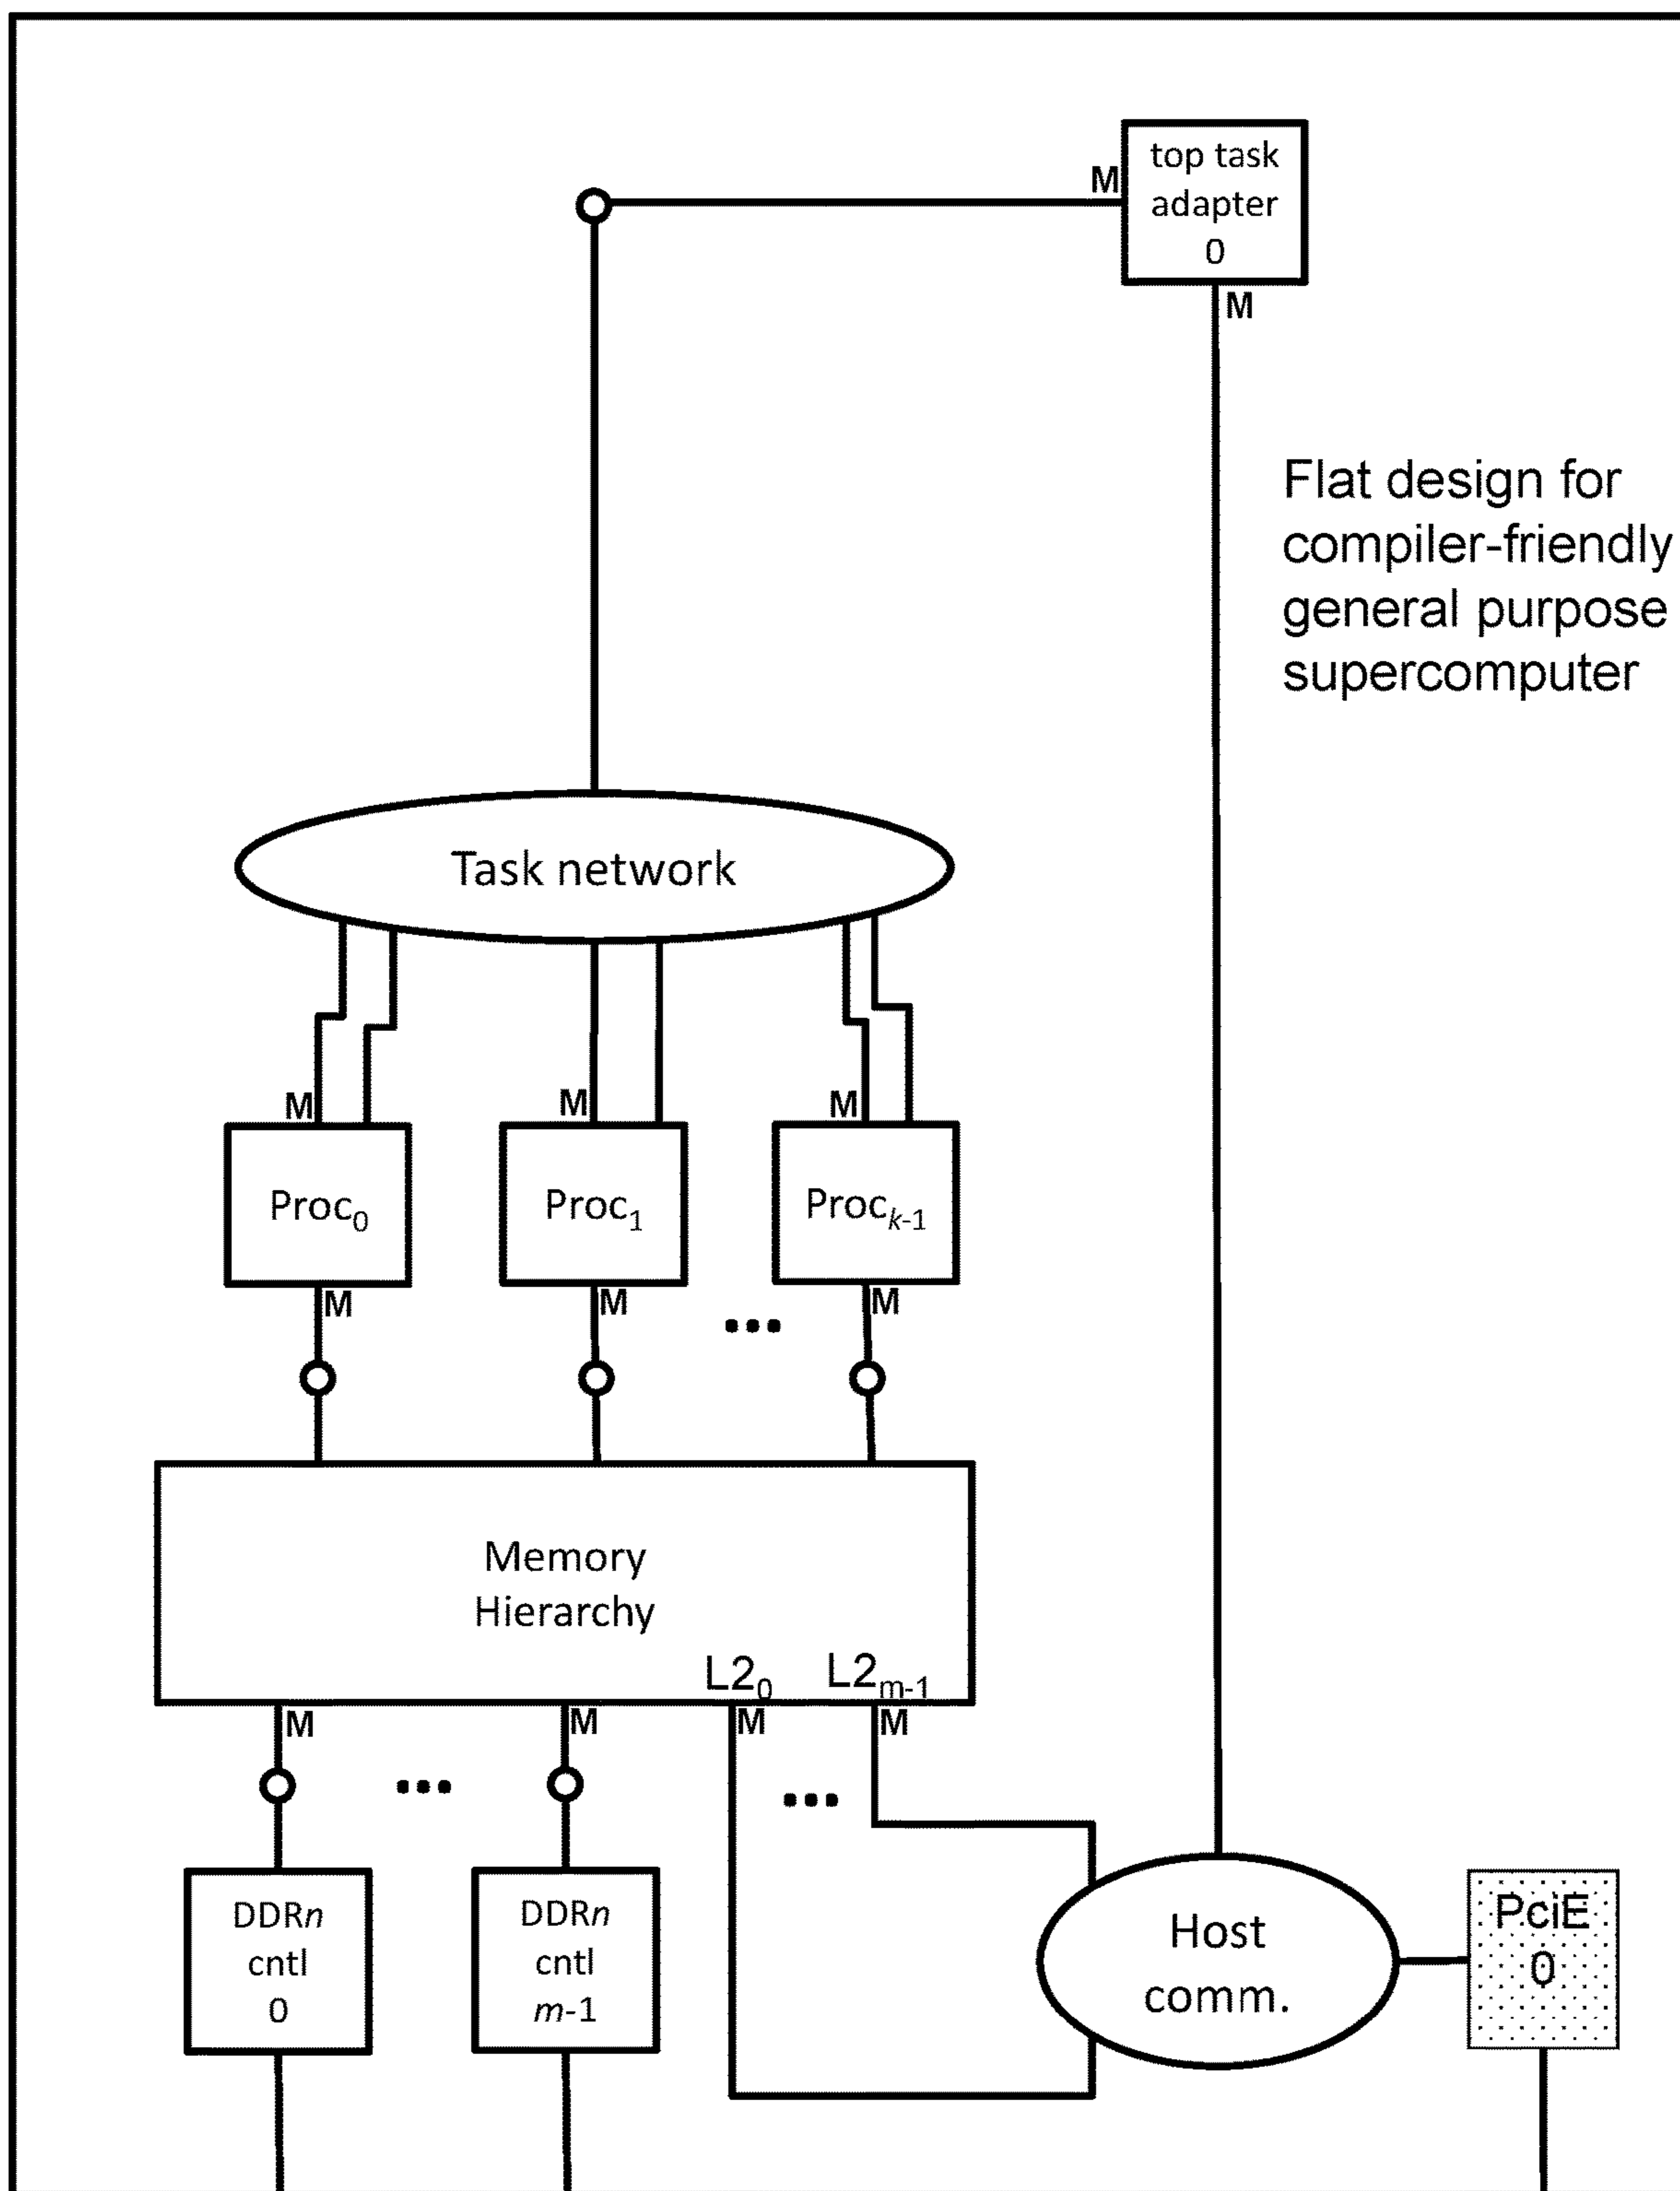 top task
adapter
0
M
M
Flat design for
compiler-friendly
general purpose
supercomputer
Task network
M
M
M
Proc0
Proc1
Prock-1
M
M
M
...
Memory
Hierarchy
L20
L2m-1
M
M
M
M
...
...
DDRn
cntl
0
DDRn
cntl
m-1
Host
comm.
PciE
0